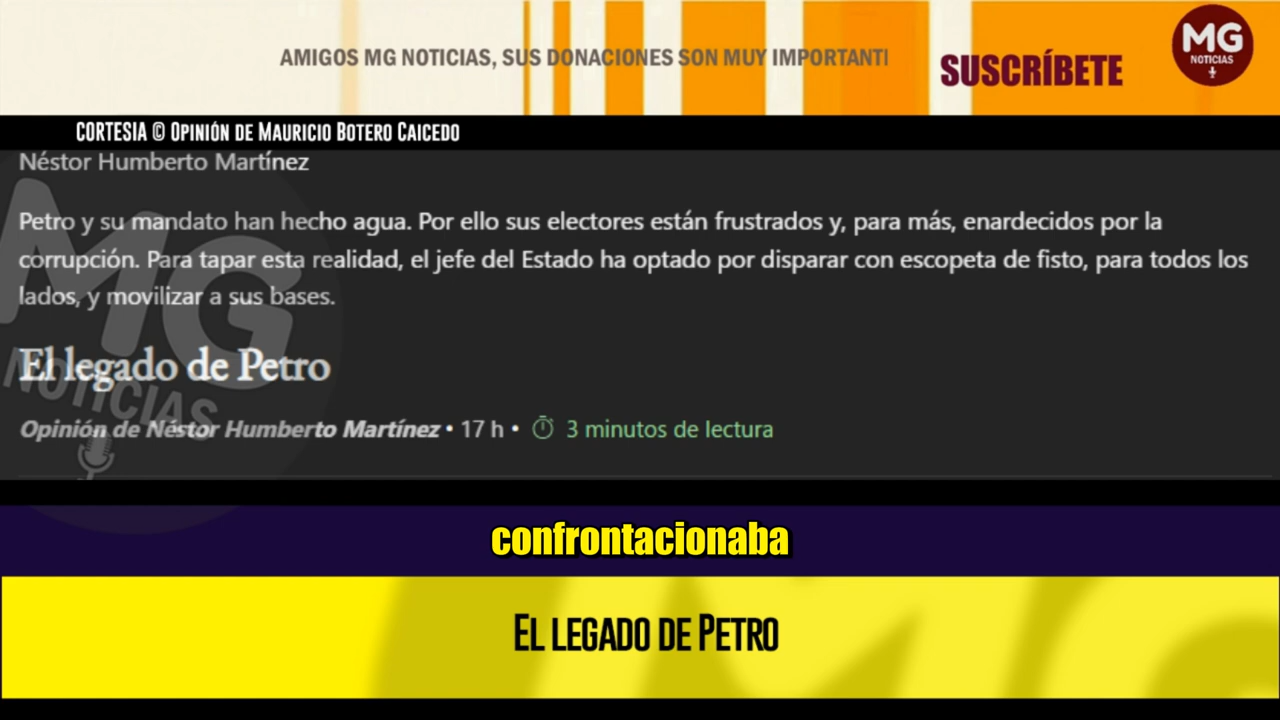 AMIGOS MG NOTICIAS, SUS DONACIONES SON MUY IMPORTANTI
SUSCRÍBETE
MG
NOTICIAS
CORTESIA © OPINIÓN DE MAURICIO BOTERO CAICEDO
Néstor Humberto Martínez
Petro y su mandato han hecho agua. Por ello sus electores están frustrados y, para más, enardecidos por la
corrupción. Para tapar esta realidad, el jefe del Estado ha optado por disparar con escopeta de fisto, para todos los
lados, y movilizar a sus bases.
MG
NOTICIAS
El legado de Petro
Opinión de Néstor Humberto Martínez • 17 h • 3 minutos de lectura
confrontacionaba
EL LEGADO DE PETRO